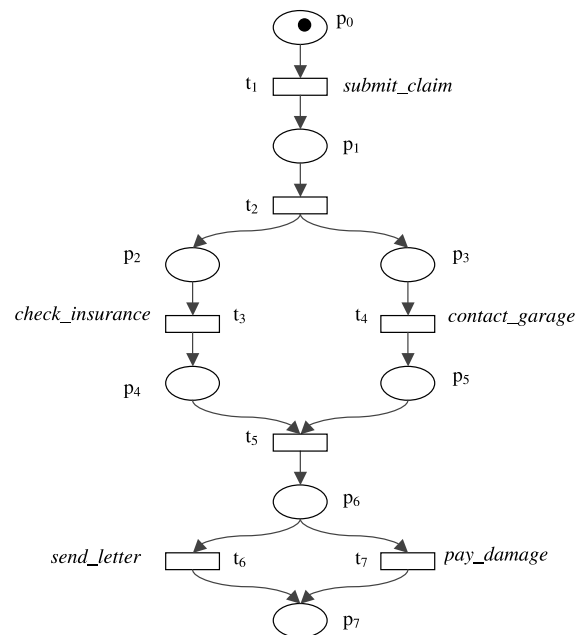 p₀
t₁ submit_claim
p₁
t₂
p₂ p₃
check_insurance t₃ t₄ contact_garage
p₄ p₅
t₅
p₆
send_letter t₆ t₇ pay_damage
p₇